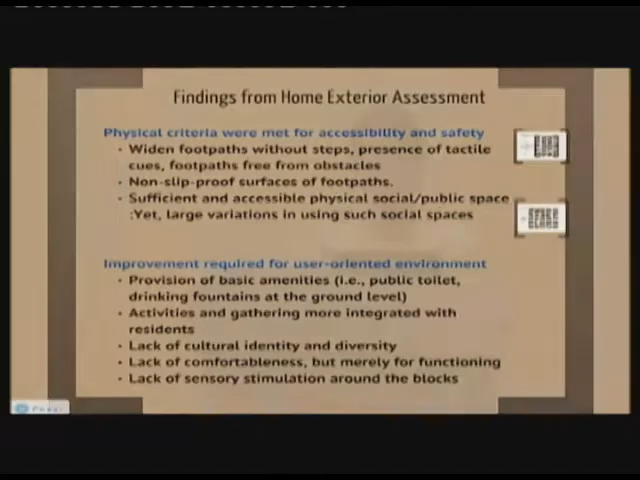 Findings from Home Exterior Assessment
Physical criteria were met for accessibility and safety
• Widen footpaths without steps, presence of tactile
cues, footpaths free from obstacles
• Non-slip-proof surfaces of footpaths.
• Sufficient and accessible physical social/public space
:Yet, large variations in using such social spaces
Improvement required for user-oriented environment
• Provision of basic amenities (i.e., public toilet,
drinking fountains at the ground level)
• Activities and gathering more integrated with
residents
• Lack of cultural identity and diversity
• Lack of comfortableness, but merely for functioning
• Lack of sensory stimulation around the blocks